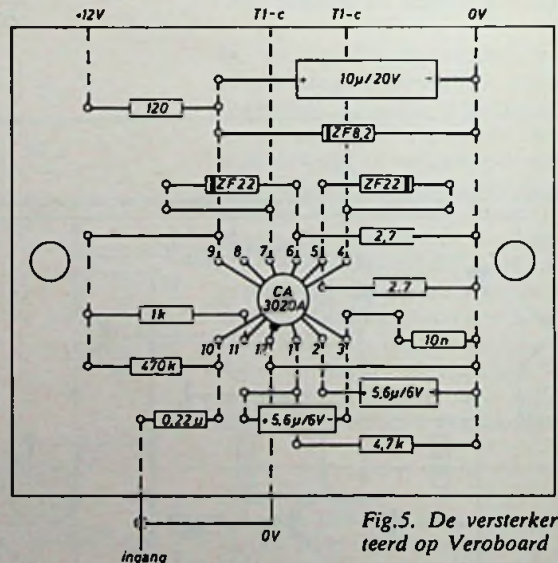 +12V T1-c T1-c 0V
+ 10µ/20V -
120
ZF8,2
ZF22 ZF22
2,7
9 8 7 6 5 4
CA
3020A
2,7
1k
10 11 12 1 2 3
10n
470k
+ 5,6µ/6V -
0,22µ + 5,6µ/6V -
4,7k
0V
ingang
Fig.5. De versterker
teerd op Veroboard